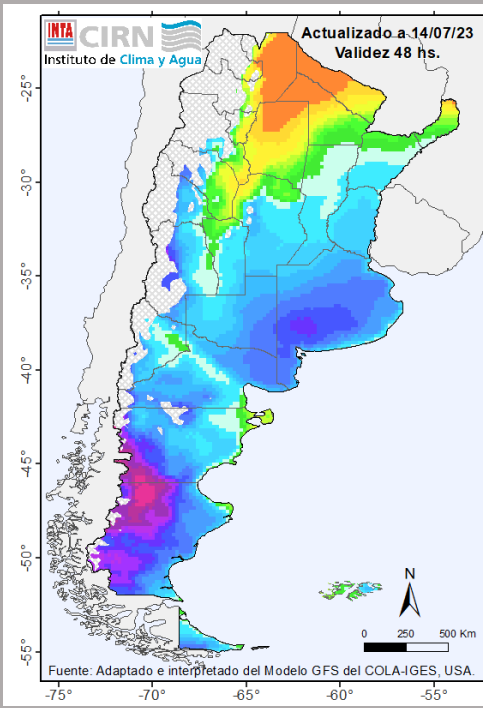 INTA CIRN
Instituto de Clima y Agua
Actualizado a 14/07/23
Validez 48 hs.
-25°
-30°
-35°
-40°
-45°
-50°
-55°
N
0 250 500 Km
Fuente: Adaptado e interpretado del Modelo GFS del COLA-IGES, USA.
-75° -70° -65° -60° -55°